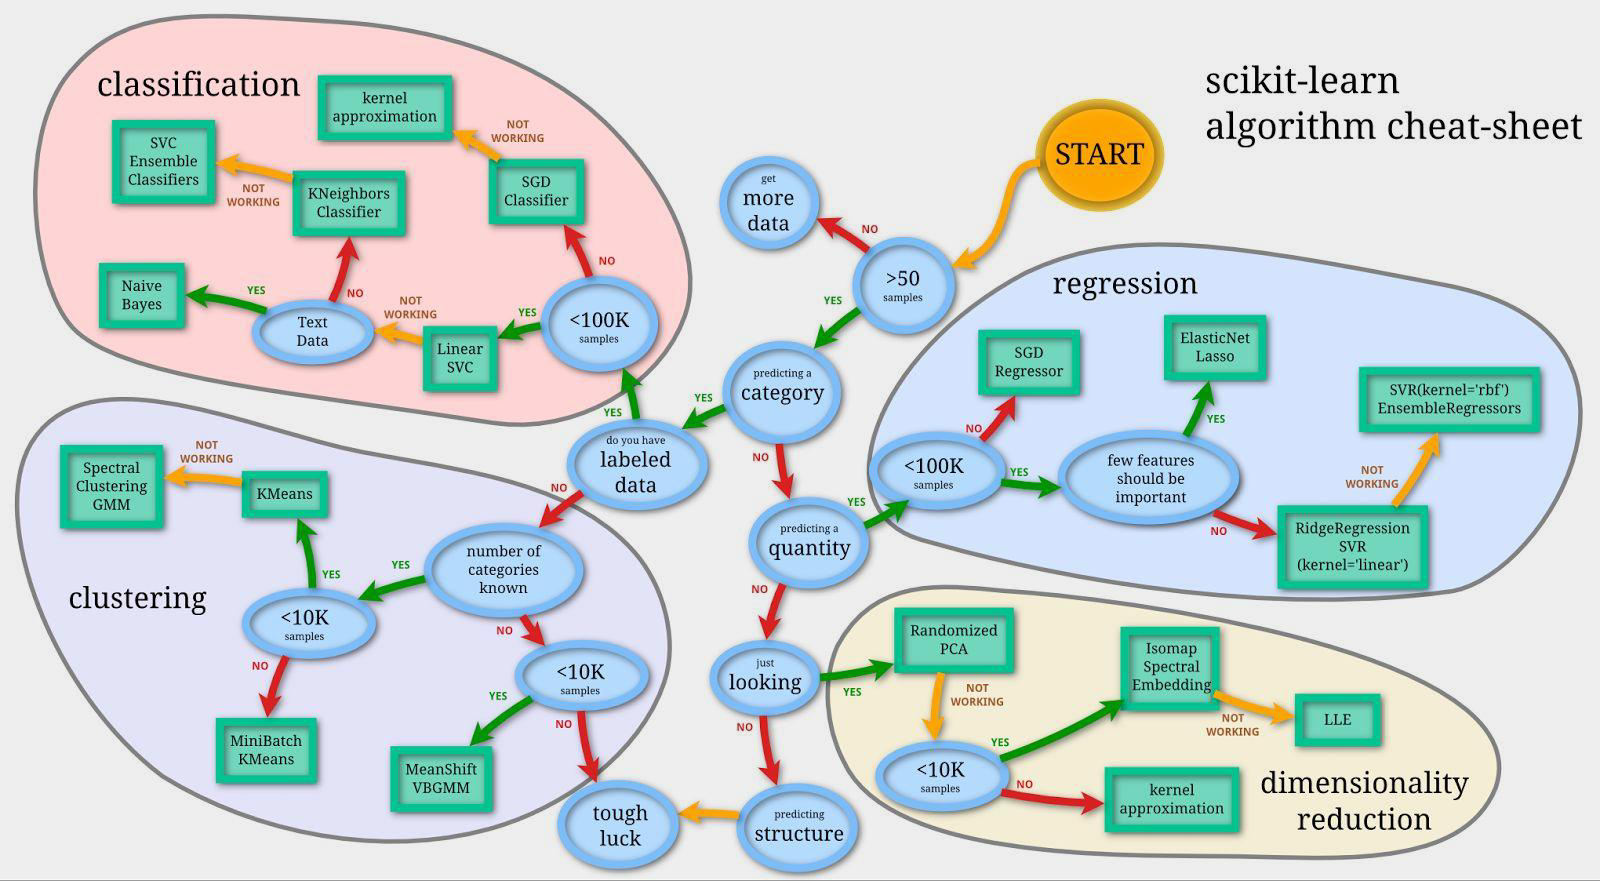 scikit-learn
algorithm cheat-sheet
START
>50
samples
NO
get
more
data
YES
predicting a
category
YES
do you have
labeled
data
YES
NO
NO
predicting a
quantity
YES
NO
just
looking
YES
NO
predicting
structure
tough
luck
classification
kernel
approximation
NOT
WORKING
SGD
Classifier
NO
<100K
samples
YES
Linear
SVC
NOT
WORKING
Text
Data
YES
Naive
Bayes
NO
KNeighbors
Classifier
NOT
WORKING
SVC
Ensemble
Classifiers
clustering
number of
categories
known
YES
<10K
samples
YES
KMeans
NOT
WORKING
Spectral
Clustering
GMM
NO
MiniBatch
KMeans
NO
<10K
samples
YES
MeanShift
VBGMM
NO
regression
<100K
samples
NO
SGD
Regressor
YES
few features
should be
important
YES
ElasticNet
Lasso
NO
RidgeRegression
SVR
(kernel='linear')
NOT
WORKING
SVR(kernel='rbf')
EnsembleRegressors
dimensionality
reduction
Randomized
PCA
NOT
WORKING
<10K
samples
YES
Isomap
Spectral
Embedding
NOT
WORKING
LLE
NO
kernel
approximation